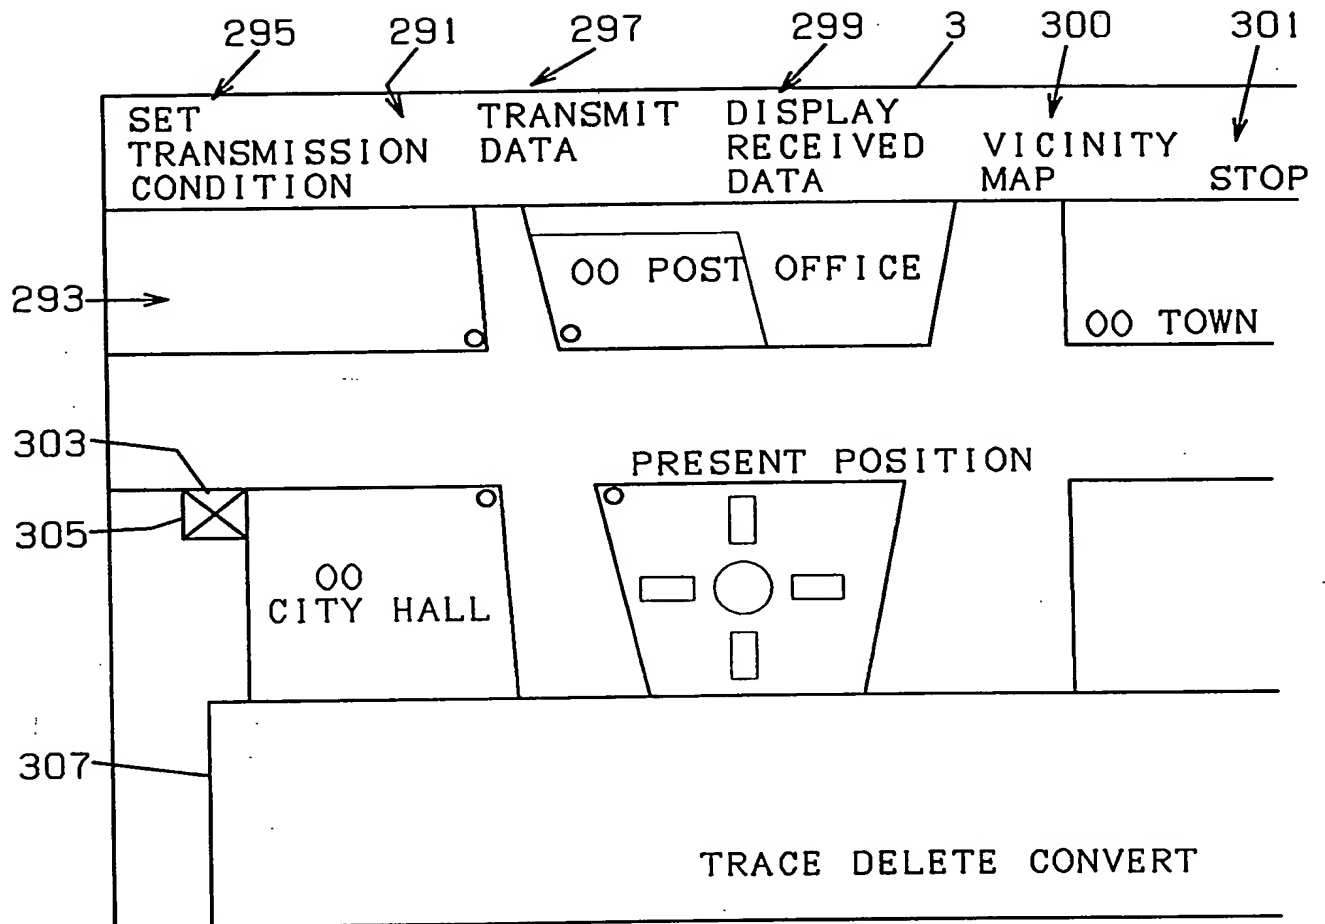 295 291 297 299 3 300 301
SET TRANSMIT DISPLAY
TRANSMISSION DATA RECEIVED VICINITY
CONDITION DATA MAP STOP
OO POST OFFICE
293
OO TOWN
303
PRESENT POSITION
305
OO
CITY HALL
307
TRACE DELETE CONVERT